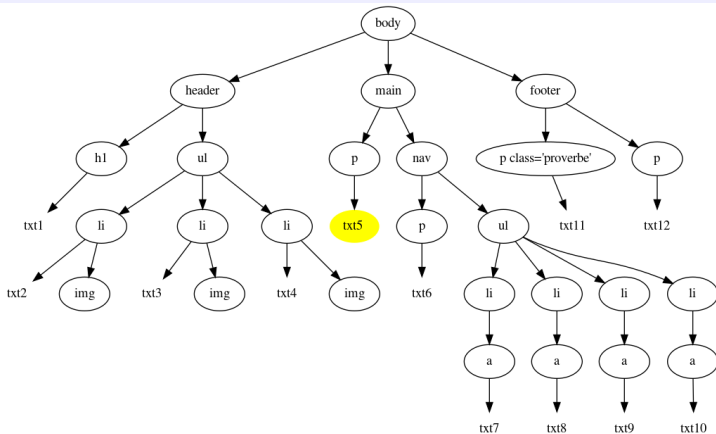 body
header main footer
h1 ul p nav p class='proverbe' p
txt1 li li li txt5 p ul txt11 txt12
txt2 img txt3 img txt4 img txt6 li li li li
a a a a
txt7 txt8 txt9 txt10